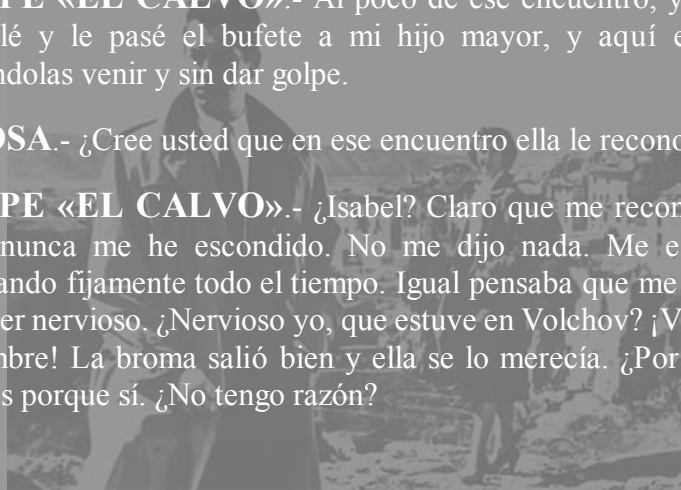 PE «EL CALVO».- Al poco de ese encuentro, y
lé y le pasé el bufete a mi hijo mayor, y aquí e
ndolas venir y sin dar golpe.
OSA.- ¿Cree usted que en ese encuentro ella le recono
PE «EL CALVO».- ¿Isabel? Claro que me recon
nunca me he escondido. No me dijo nada. Me e
ando fijamente todo el tiempo. Igual pensaba que me
er nervioso. ¿Nervioso yo, que estuve en Volchov? ¡V
mbre! La broma salió bien y ella se lo merecía. ¿Por
s porque sí. ¿No tengo razón?